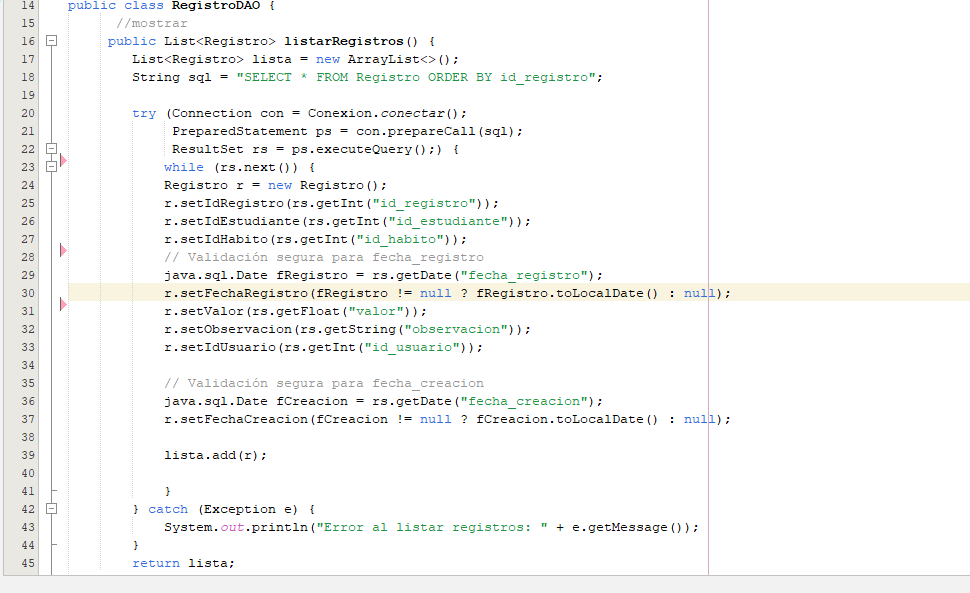 14 public class RegistroDAO {
15 //mostrar
16 public List<Registro> listarRegistros() {
17 List<Registro> lista = new ArrayList<>();
18 String sql = "SELECT * FROM Registro ORDER BY id_registro";
19
20 try (Connection con = Conexion.conectar();
21 PreparedStatement ps = con.prepareCall(sql);
22 ResultSet rs = ps.executeQuery();) {
23 while (rs.next()) {
24 Registro r = new Registro();
25 r.setIdRegistro(rs.getInt("id_registro"));
26 r.setIdEstudiante(rs.getInt("id_estudiante"));
27 r.setIdHabito(rs.getInt("id_habito"));
28 // Validación segura para fecha_registro
29 java.sql.Date fRegistro = rs.getDate("fecha_registro");
30 r.setFechaRegistro(fRegistro != null ? fRegistro.toLocalDate() : null);
31 r.setValor(rs.getFloat("valor"));
32 r.setObservacion(rs.getString("observacion"));
33 r.setIdUsuario(rs.getInt("id_usuario"));
34
35 // Validación segura para fecha_creacion
36 java.sql.Date fCreacion = rs.getDate("fecha_creacion");
37 r.setFechaCreacion(fCreacion != null ? fCreacion.toLocalDate() : null);
38
39 lista.add(r);
40
41 }
42 } catch (Exception e) {
43 System.out.println("Error al listar registros: " + e.getMessage());
44 }
45 return lista;